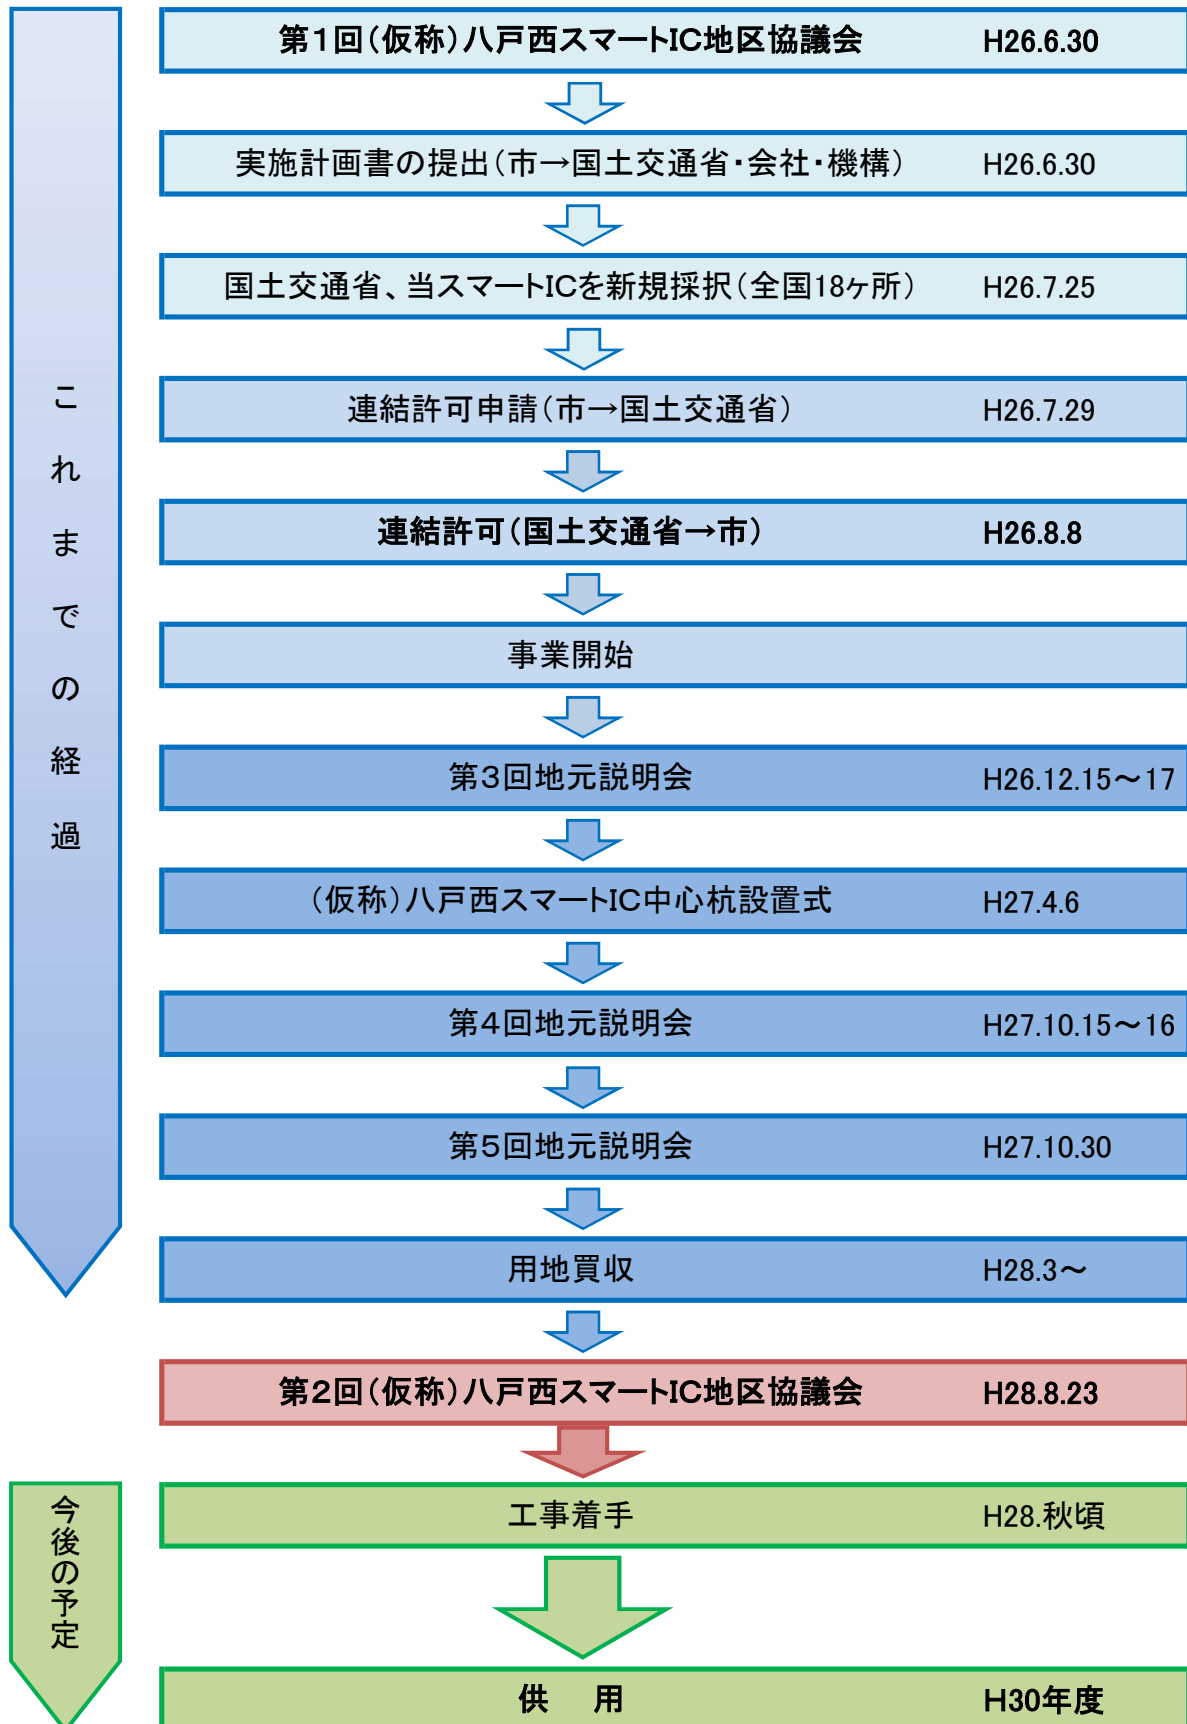 これまでの経過
第1回(仮称)八戸西スマートIC地区協議会 H26.6.30
実施計画書の提出(市→国土交通省・会社・機構) H26.6.30
国土交通省、当スマートICを新規採択(全国18ヶ所) H26.7.25
連結許可申請(市→国土交通省) H26.7.29
連結許可(国土交通省→市) H26.8.8
事業開始
第3回地元説明会 H26.12.15～17
(仮称)八戸西スマートIC中心杭設置式 H27.4.6
第4回地元説明会 H27.10.15～16
第5回地元説明会 H27.10.30
用地買収 H28.3～
第2回(仮称)八戸西スマートIC地区協議会 H28.8.23
今後の予定
工事着手 H28.秋頃
供　用 H30年度